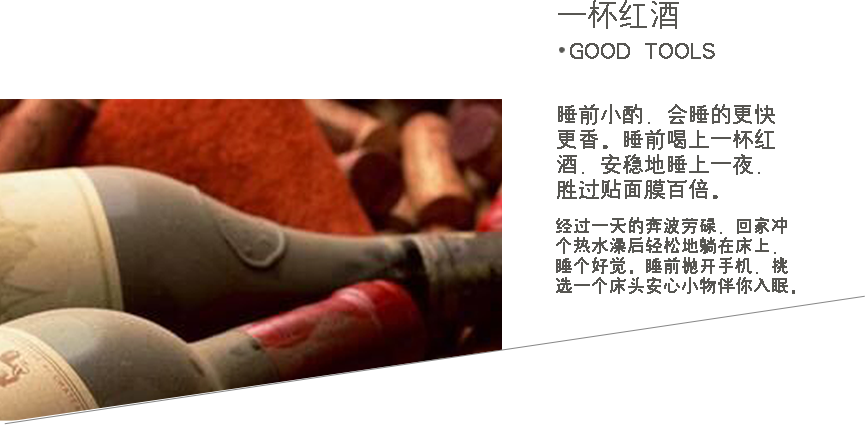 一杯红酒
•GOOD TOOLS
睡前小酌．会睡的更快
更香。睡前喝上一杯红
酒．安稳地睡上一夜．
胜过贴面膜百倍。
经过一天的奔波劳碌．回家冲
个热水澡后轻松地躺在床上．
睡个好觉。睡前抛开手机．挑
选一个床头安心小物伴你入眠。